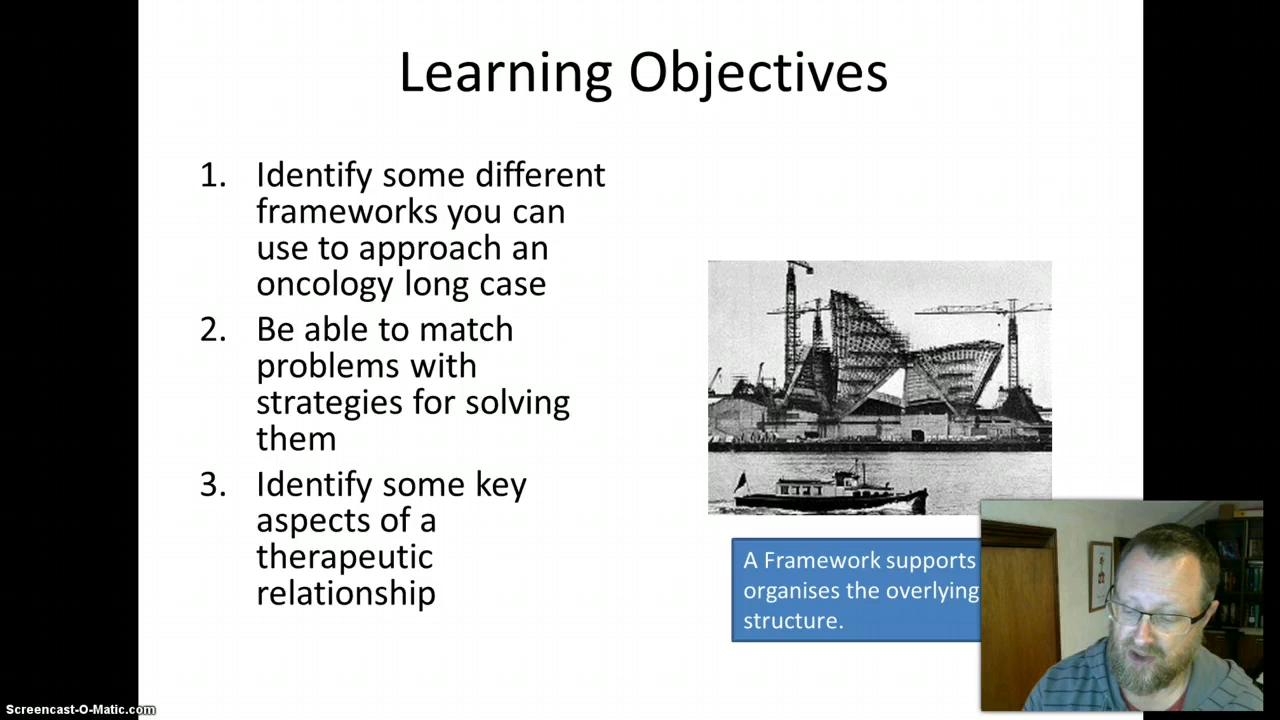 Learning Objectives
1. Identify some different
frameworks you can
use to approach an
oncology long case
2. Be able to match
problems with
strategies for solving
them
3. Identify some key
aspects of a
therapeutic
relationship
A Framework supports
organises the overlying
structure.
Screencast-O-Matic.com